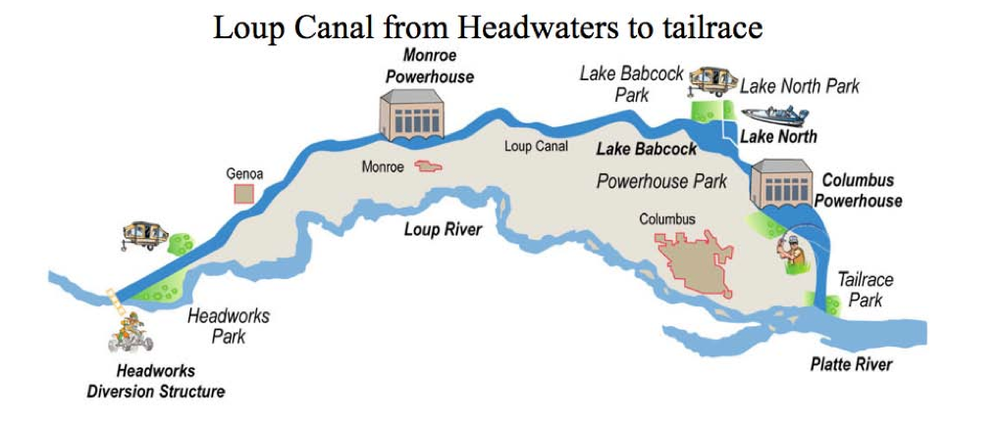 Loup Canal from Headwaters to tailrace
Monroe
Powerhouse
Lake Babcock
Park
Lake North Park
Lake North
Loup Canal
Lake Babcock
Genoa
Monroe
Powerhouse Park
Columbus
Powerhouse
Columbus
Loup River
Tailrace
Park
Headworks
Park
Platte River
Headworks
Diversion Structure